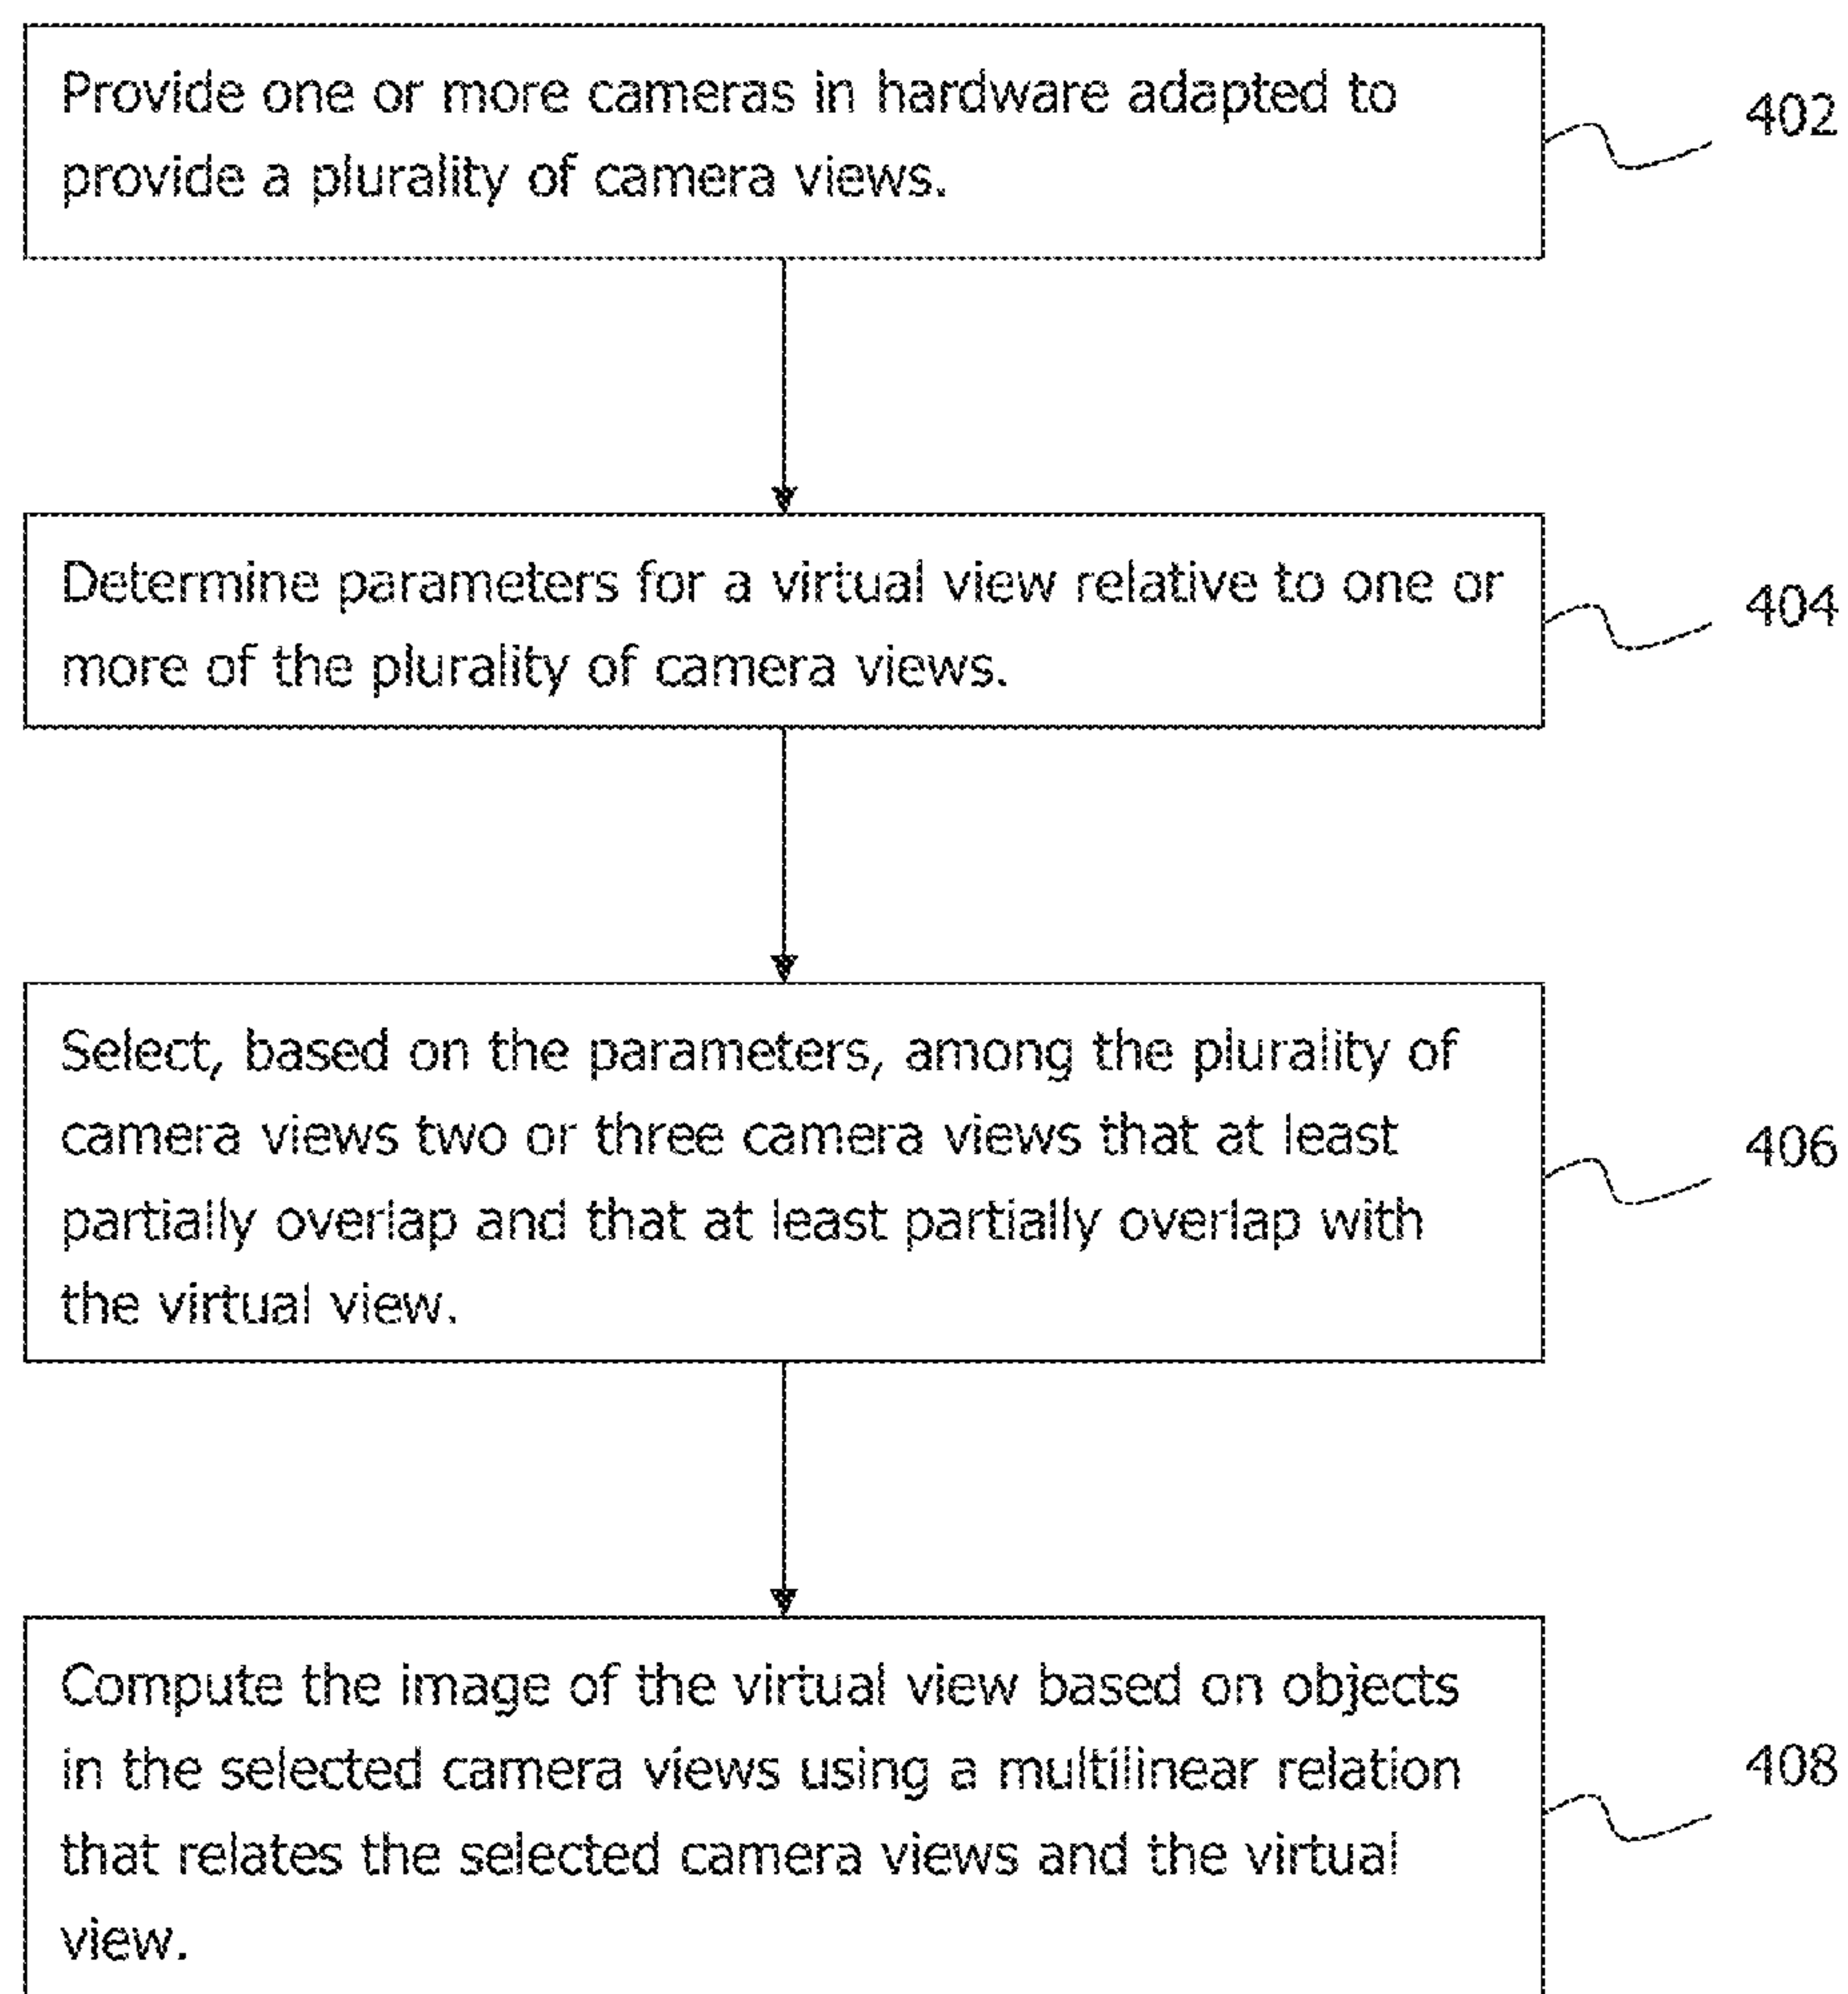 Provide one or more cameras in hardware adapted to
provide a plurality of camera views.
402
Determine parameters for a virtual view relative to one or
more of the plurality of camera views.
404
Select, based on the parameters, among the plurality of
camera views two or three camera views that at least
partially overlap and that at least partially overlap with
the virtual view.
406
Compute the image of the virtual view based on objects
in the selected camera views using a multilinear relation
that relates the selected camera views and the virtual
view.
408